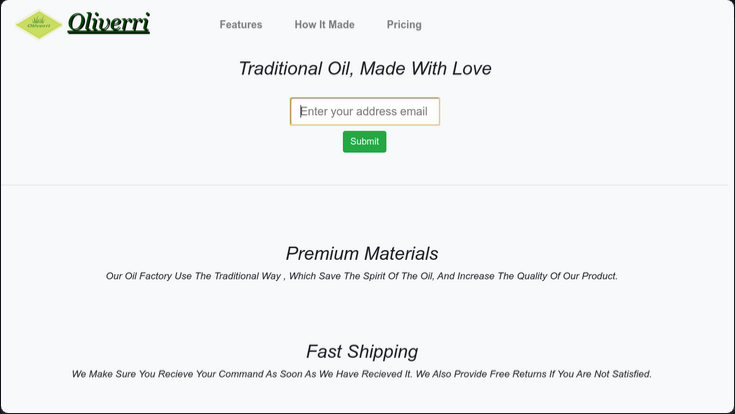 Oliverri
Features
How It Made
Pricing
Traditional Oil, Made With Love
Enter your address email
Submit
Premium Materials
Our Oil Factory Use The Traditional Way , Which Save The Spirit Of The Oil, And Increase The Quality Of Our Product.
Fast Shipping
We Make Sure You Recieve Your Command As Soon As We Have Recieved It. We Also Provide Free Returns If You Are Not Satisfied.